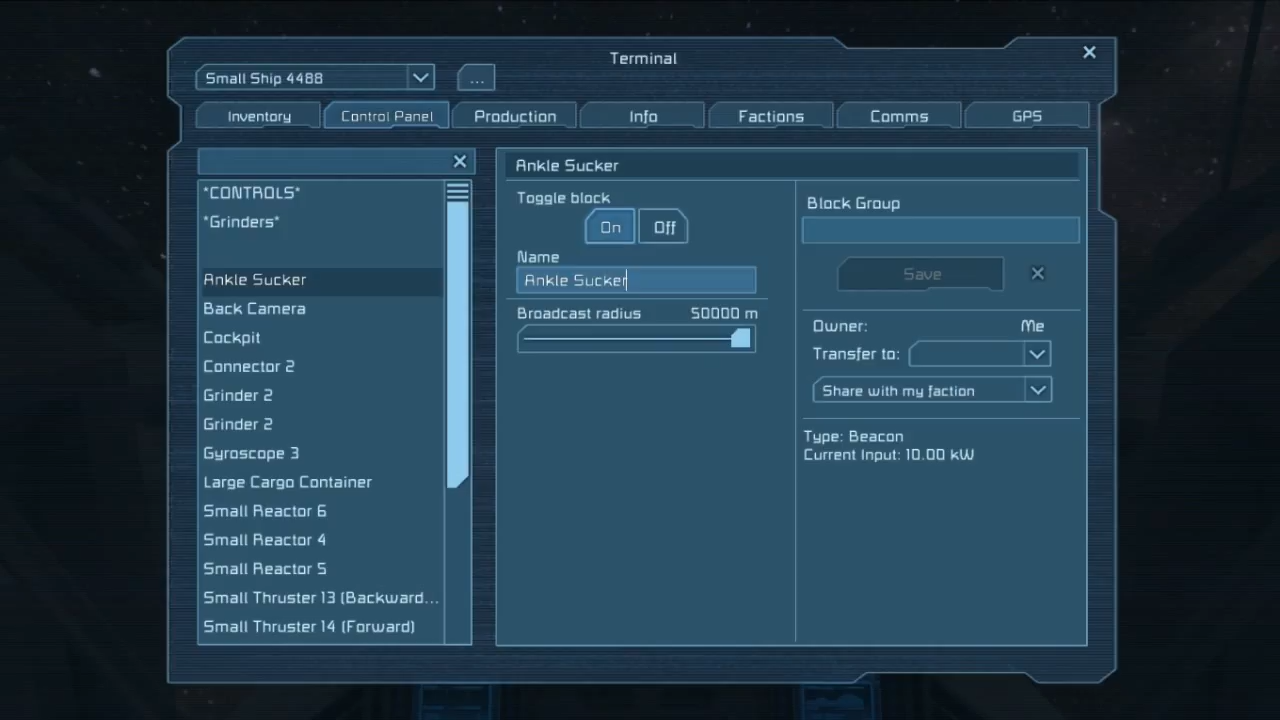 Terminal
Small Ship 4488
...
Inventory
Control Panel
Production
Info
Factions
Comms
GPS
*CONTROLS*
*Grinders*
Ankle Sucker
Back Camera
Cockpit
Connector 2
Grinder 2
Grinder 2
Gyroscope 3
Large Cargo Container
Small Reactor 6
Small Reactor 4
Small Reactor 5
Small Thruster 13 (Backward...
Small Thruster 14 (Forward)
Ankle Sucker
Toggle block
On
Off
Name
Ankle Sucker
Broadcast radius 50000 m
Block Group
Save
Owner: Me
Transfer to:
Share with my faction
Type: Beacon
Current Input: 10.00 kW